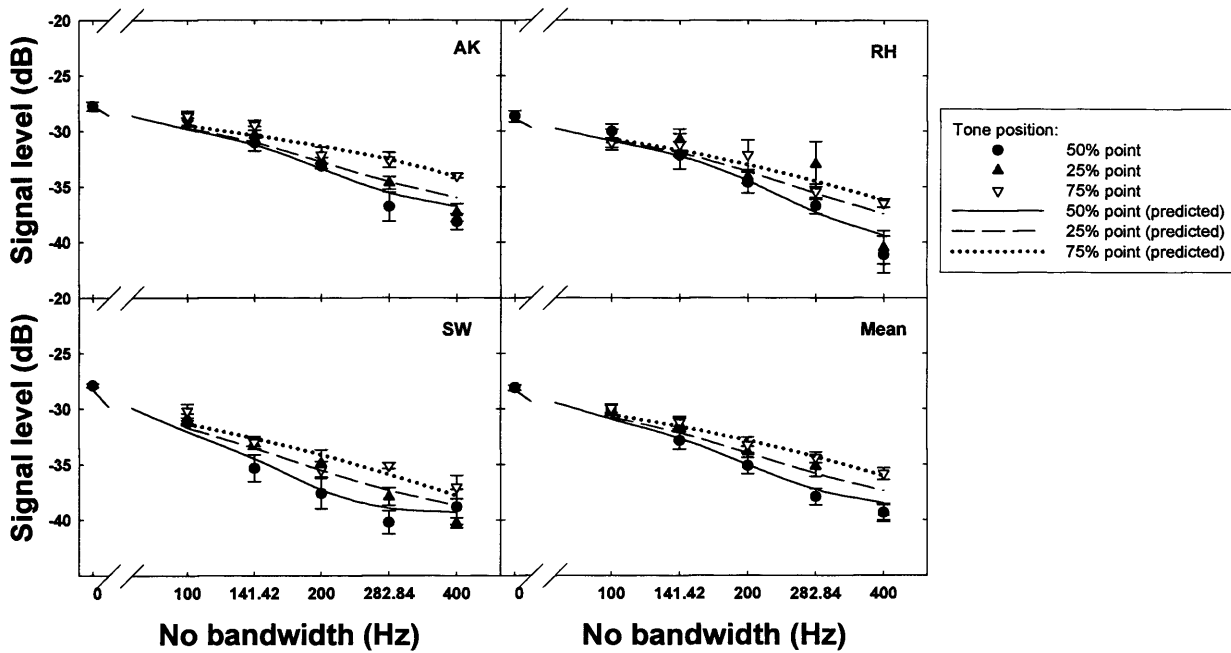 -20
-25
-30
-35
-40
-20
-25
-30
-35
-40
Signal level (dB)
Signal level (dB)
AK
RH
SW
Mean
0
100
141.42
200
282.84
400
0
100
141.42
200
282.84
400
No bandwidth (Hz)
No bandwidth (Hz)
Tone position:
50% point
25% point
75% point
50% point (predicted)
25% point (predicted)
75% point (predicted)